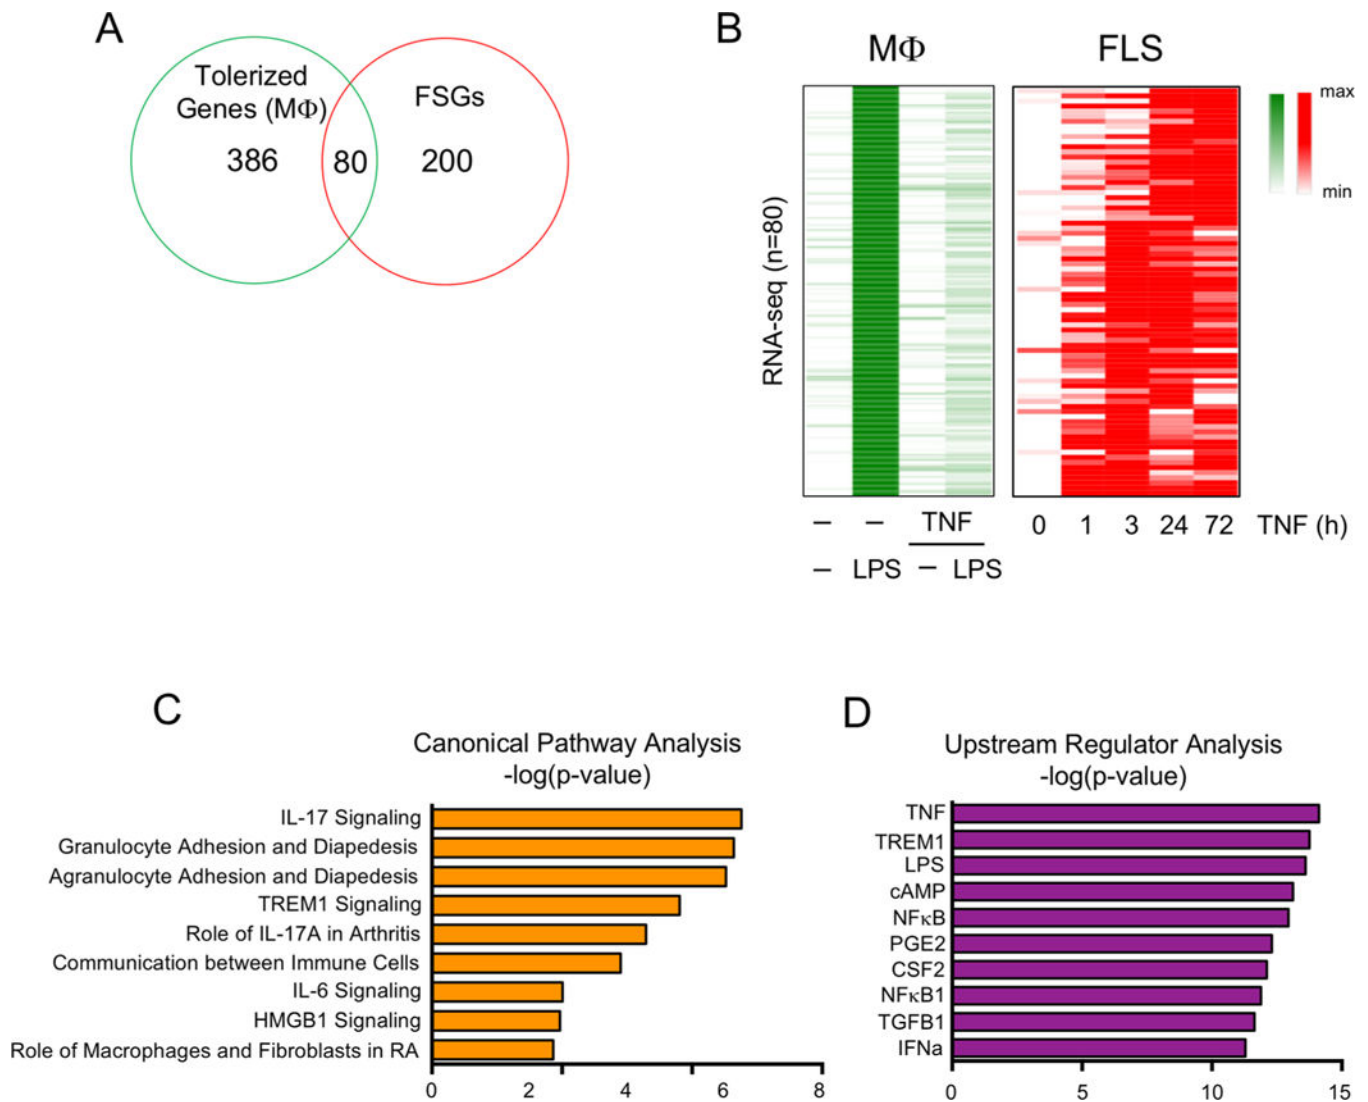 A
Tolerized
Genes (MΦ)
FSGs
386
80
200
B
MΦ
FLS
max
min
RNA-seq (n=80)
– – TNF
– LPS – LPS
0 1 3 24 72 TNF (h)
C
Canonical Pathway Analysis
-log(p-value)
IL-17 Signaling
Granulocyte Adhesion and Diapedesis
Agranulocyte Adhesion and Diapedesis
TREM1 Signaling
Role of IL-17A in Arthritis
Communication between Immune Cells
IL-6 Signaling
HMGB1 Signaling
Role of Macrophages and Fibroblasts in RA
0 2 4 6 8
D
Upstream Regulator Analysis
-log(p-value)
TNF
TREM1
LPS
cAMP
NFκB
PGE2
CSF2
NFκB1
TGFB1
IFNa
0 5 10 15